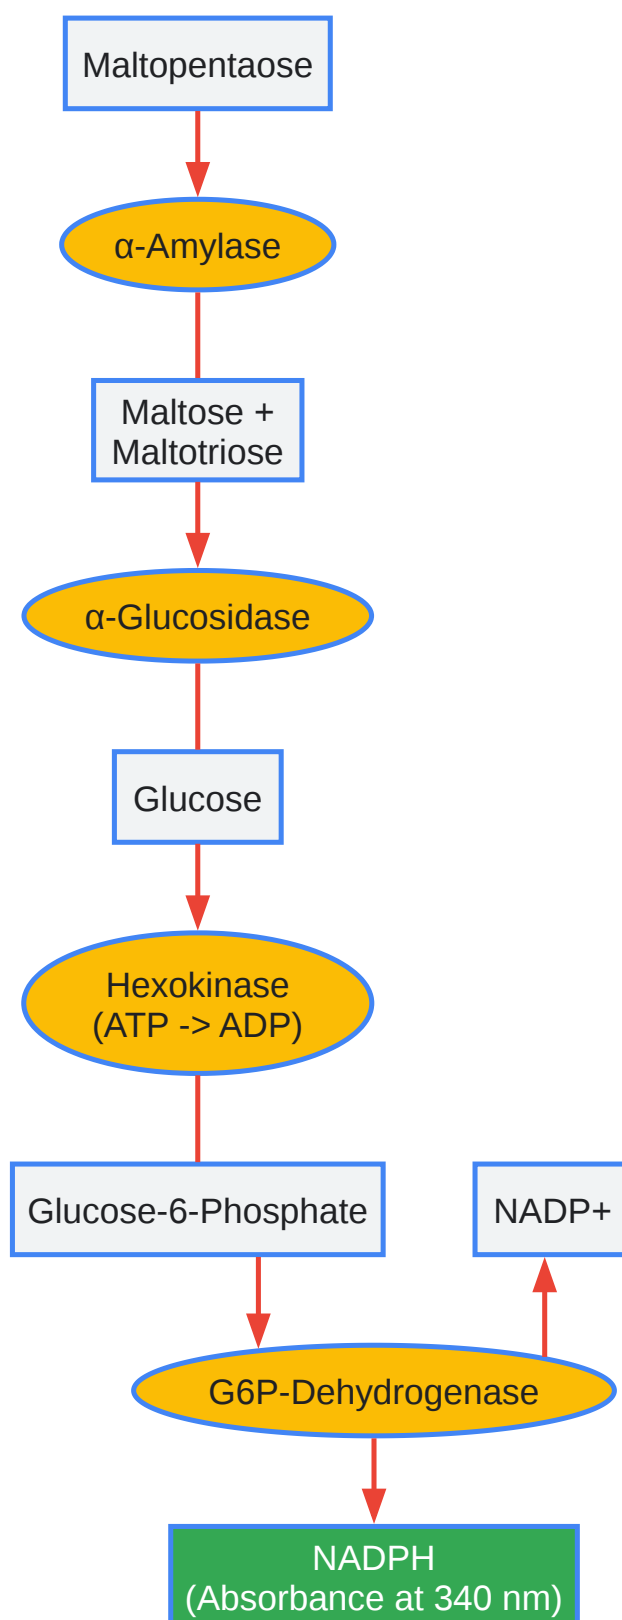 Maltopentaose
α-Amylase
Maltose +
Maltotriose
α-Glucosidase
Glucose
Hexokinase
(ATP -> ADP)
Glucose-6-Phosphate
NADP+
G6P-Dehydrogenase
NADPH
(Absorbance at 340 nm)